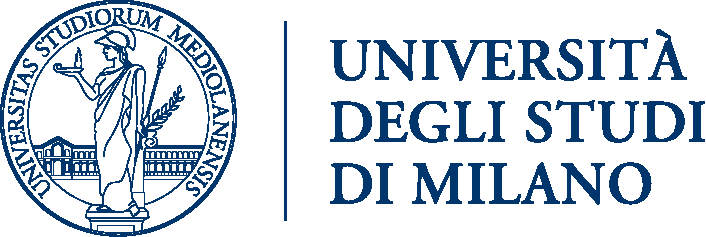 UNIVERSITAS STUDIORUM MEDIOLANENSIS
UNIVERSITÀ
DEGLI STUDI
DI MILANO